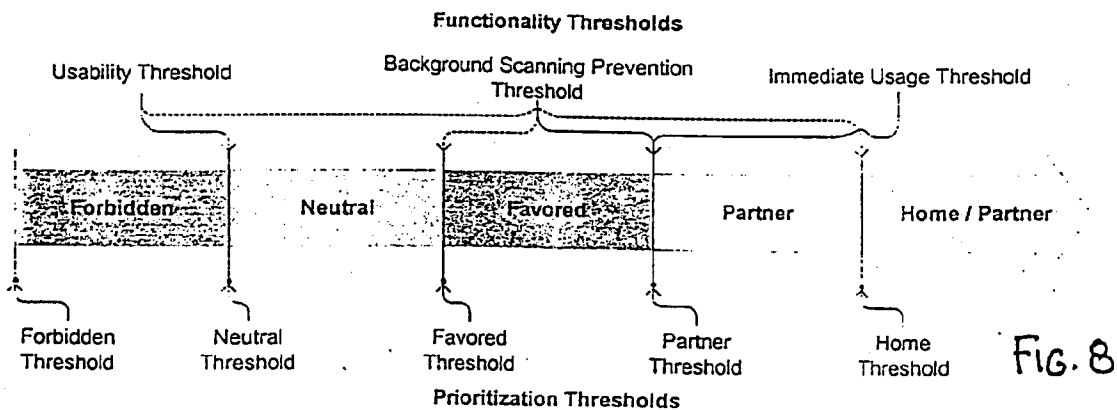 Functionality Thresholds
Usability Threshold
Background Scanning Prevention
Threshold
Immediate Usage Threshold
Forbidden
Neutral
Favored
Partner
Home / Partner
Forbidden
Threshold
Neutral
Threshold
Favored
Threshold
Partner
Threshold
Home
Threshold
FIG. 8
Prioritization Thresholds